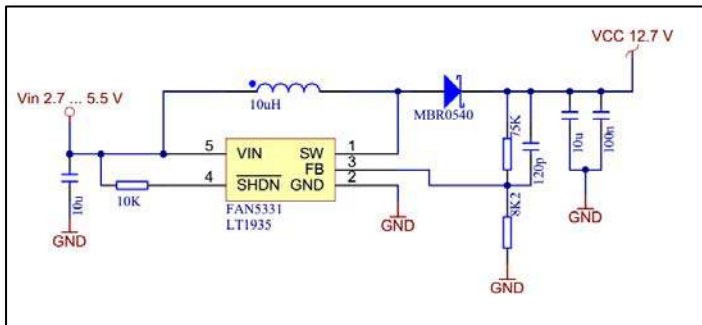 VCC 12.7 V
Vin 2.7 ... 5.5 V
10uH
MBR0540
75K
120p
10u
100n
5 VIN SW 1
FB 3
4 SHDN GND 2
10u
10K
FAN5331
LT1935
8K2
GND
GND
GND
GND